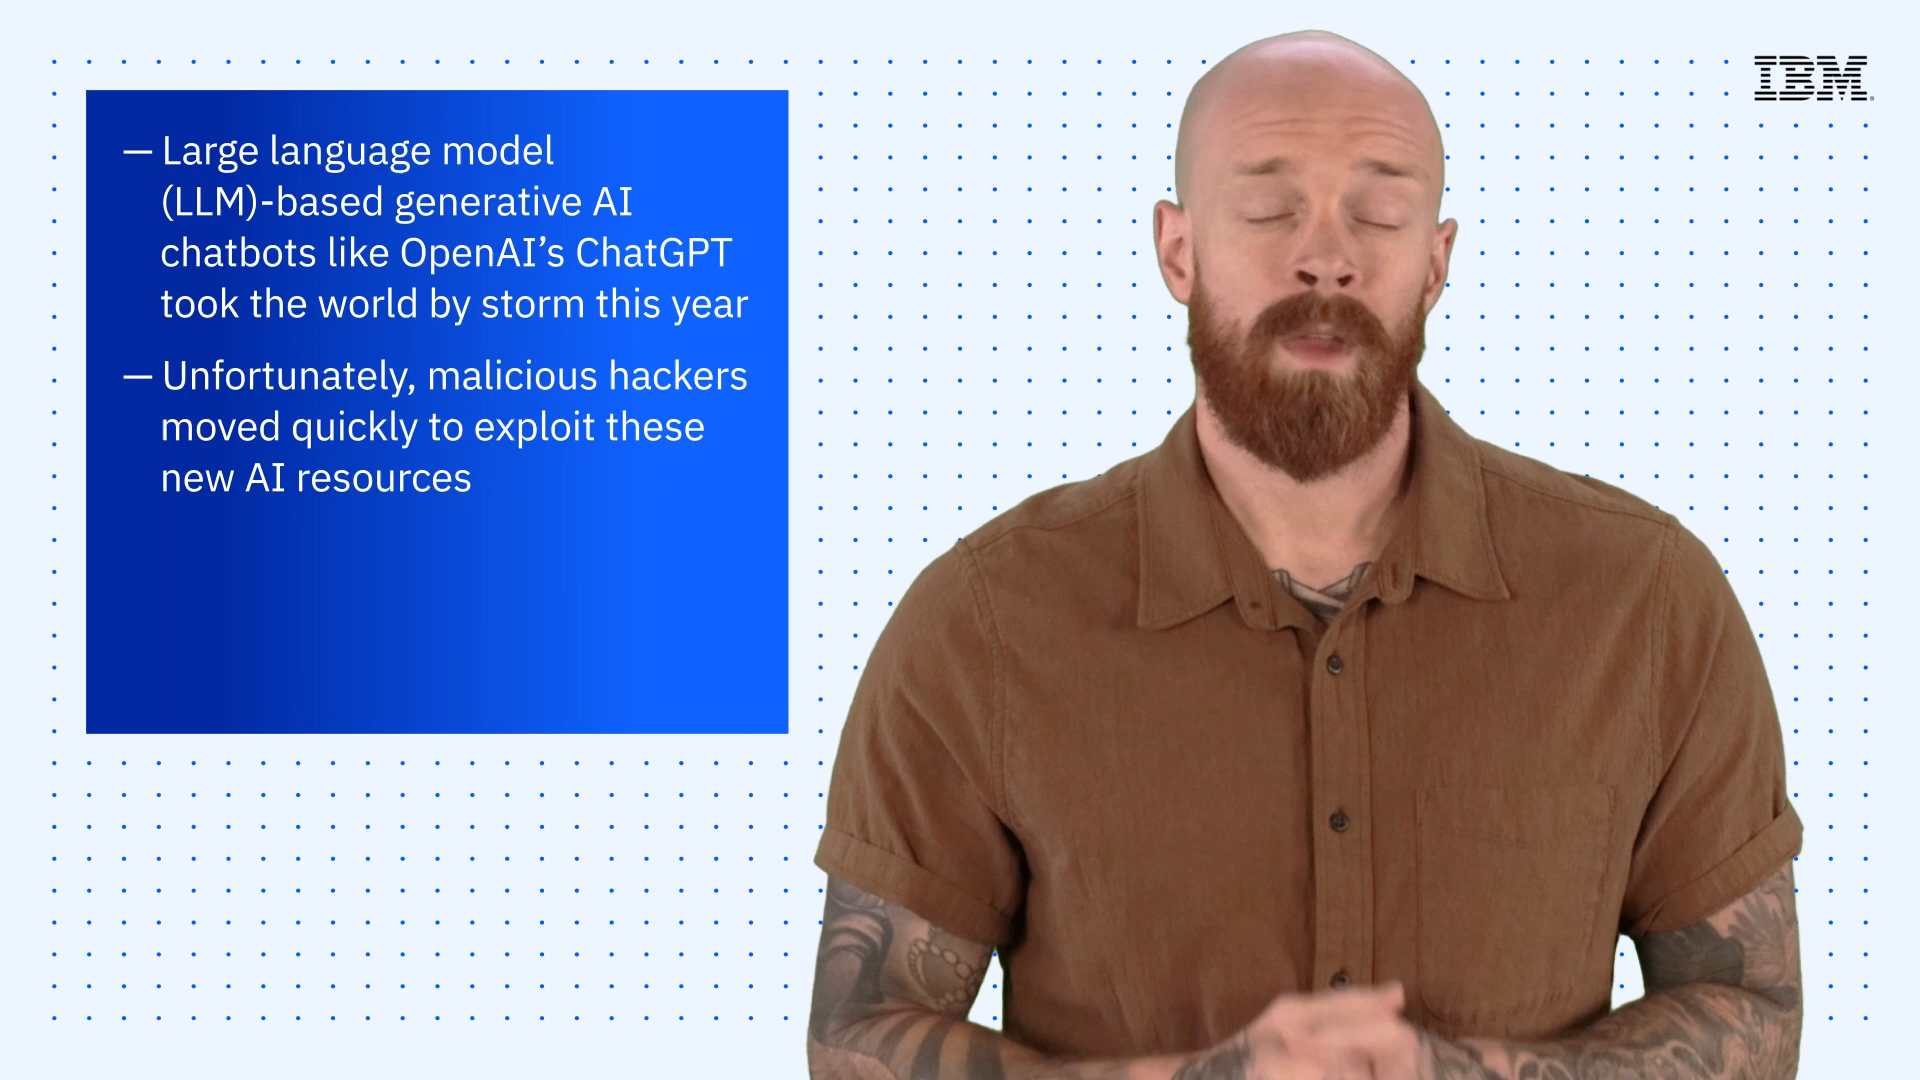 — Large language model
(LLM)-based generative AI
chatbots like OpenAI’s ChatGPT
took the world by storm this year
— Unfortunately, malicious hackers
moved quickly to exploit these
new AI resources
IBM®